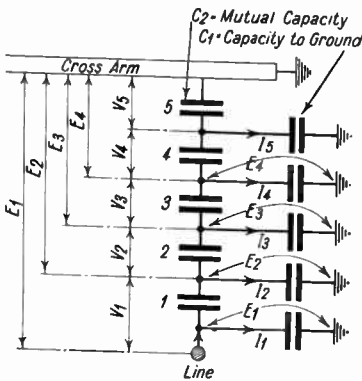 C2= Mutual Capacity
C1= Capacity to Ground
Cross Arm
5
V5
I5
E4
4
V4
E4
I4
E3
3
V3
E3
I3
E2
2
V2
E2
I2
E1
1
V1
E1
I1
Line